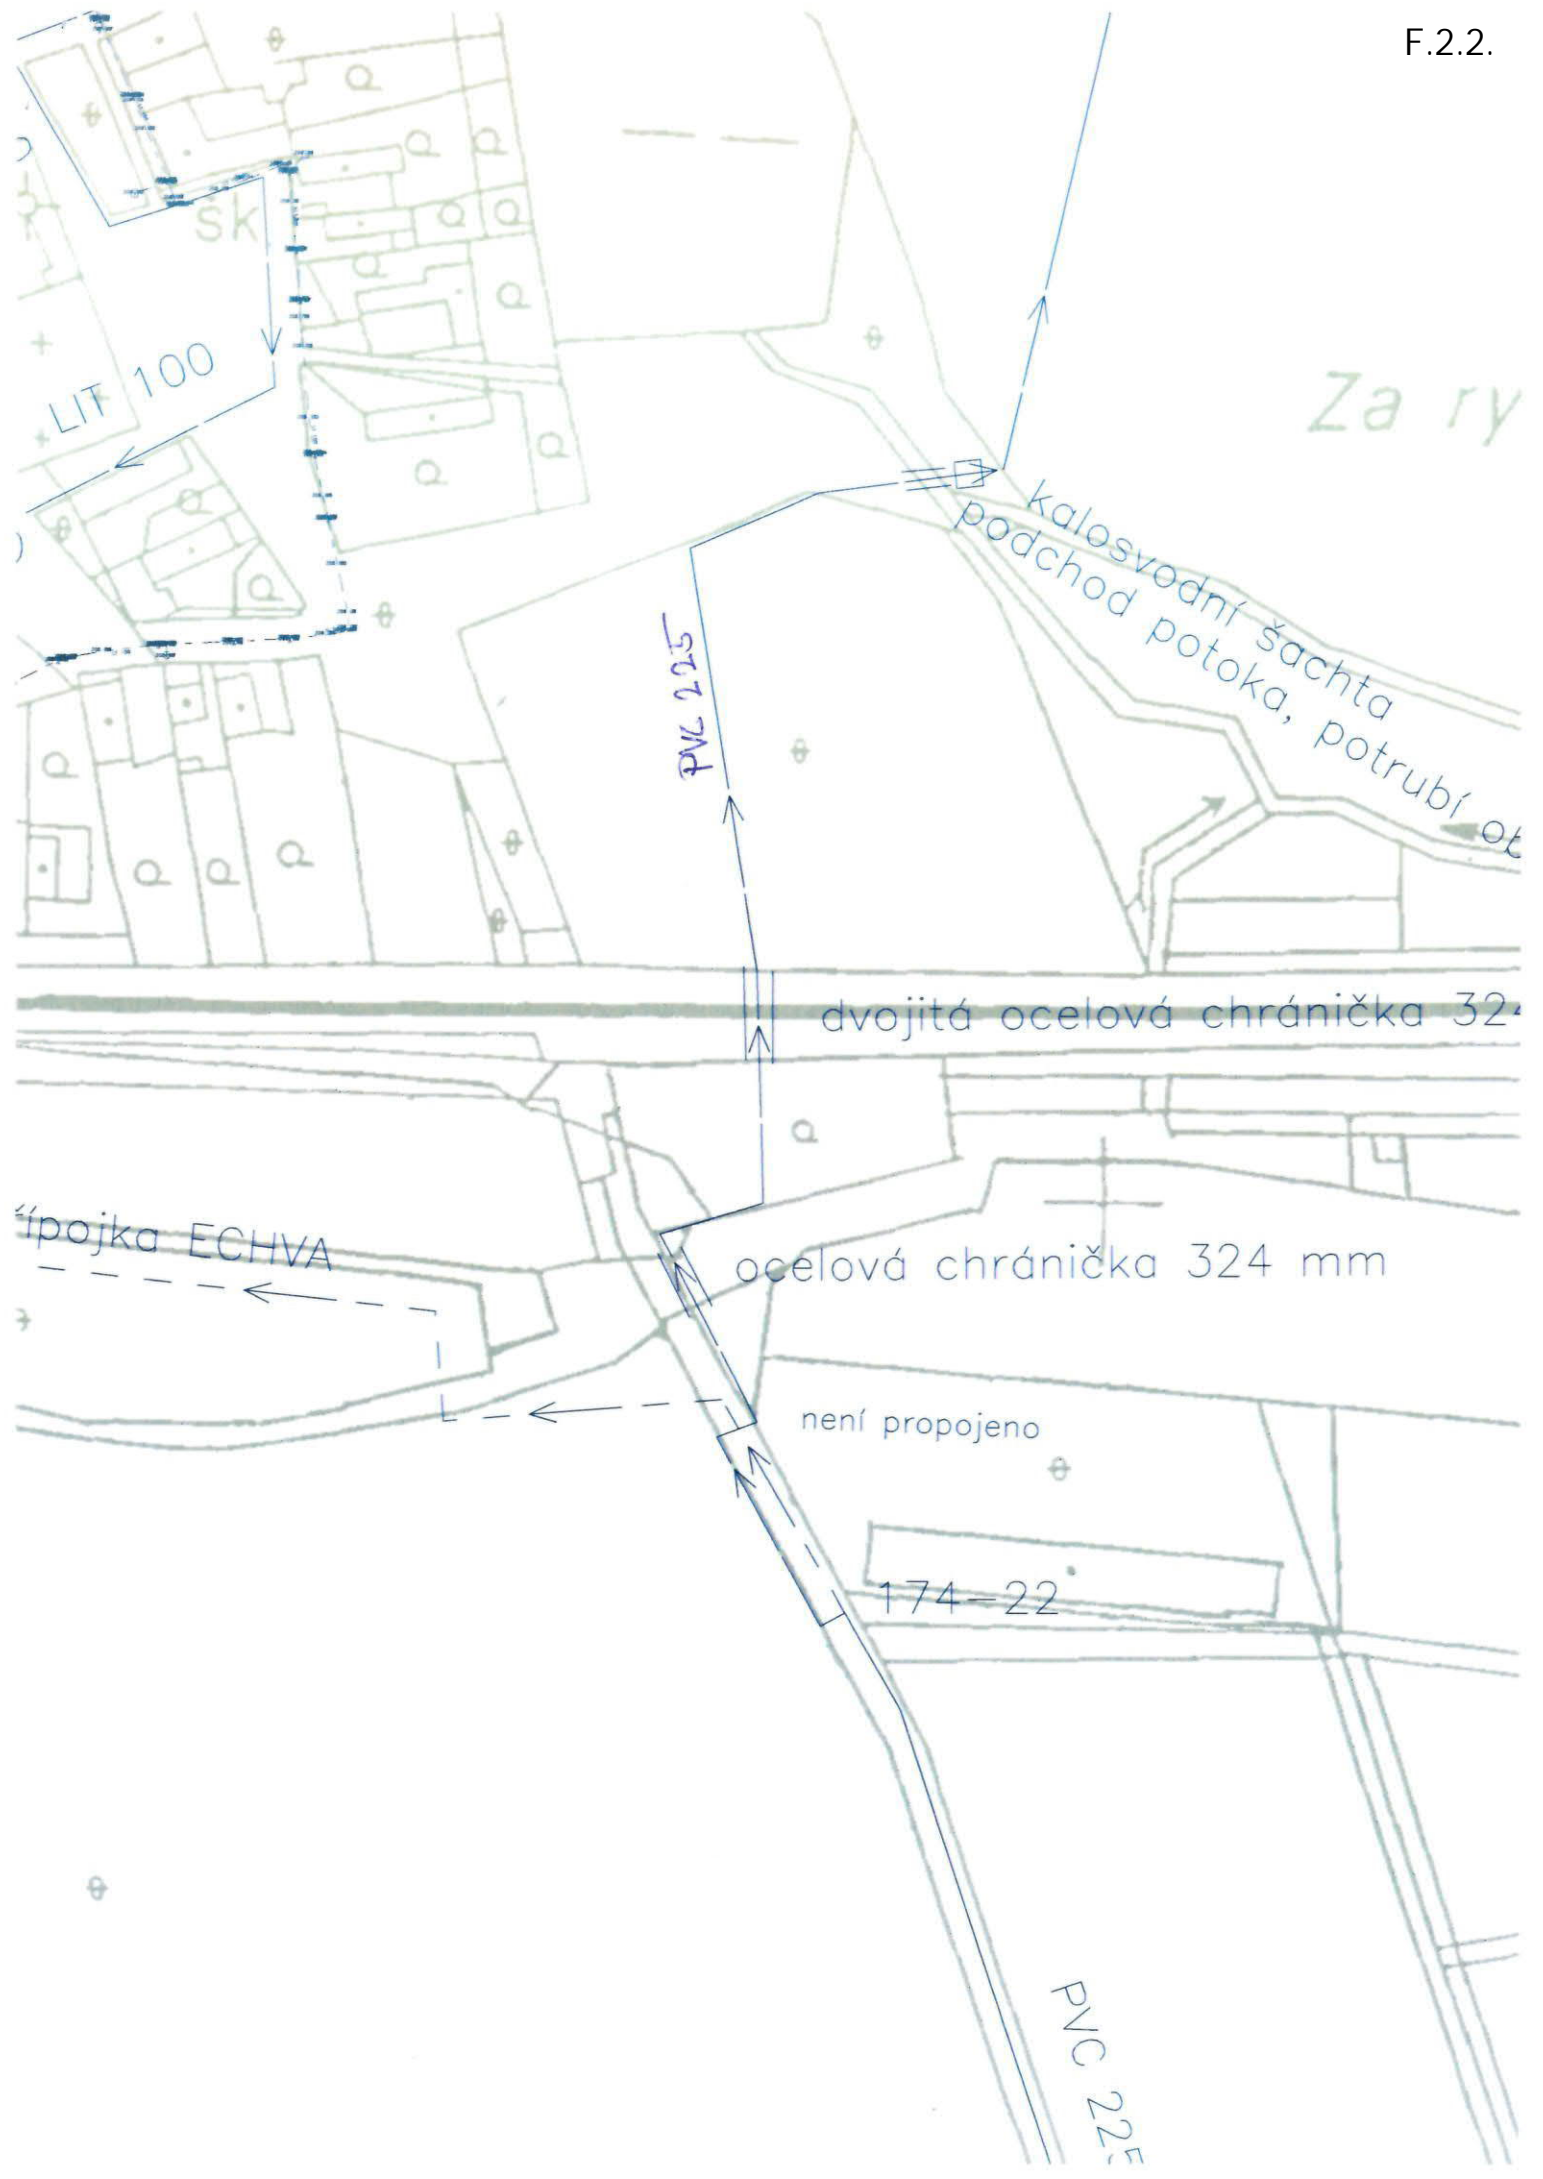 F.2.2.
šk
LIT 100
Za ry
kalosvodní šachta
podchod potoka, potrubí
PVC 225
dvojitá ocelová chránička 324
řípojka ECHVA
ocelová chránička 324 mm
není propojeno
174-22
PVC 225